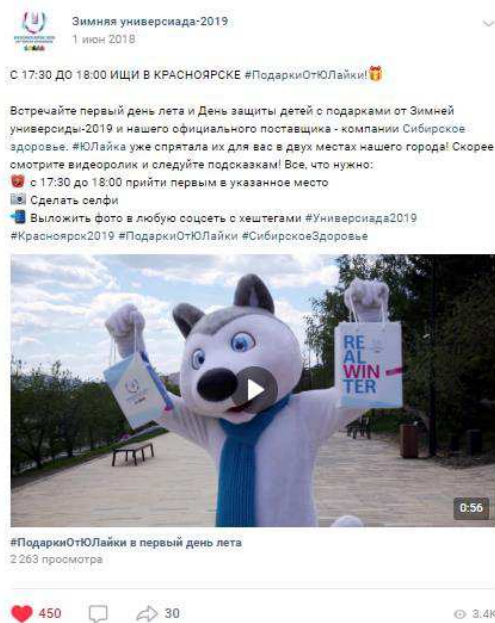 Зимняя универсиада-2019
1 июн 2018
С 17:30 ДО 18:00 ИЩИ В КРАСНОЯРСКЕ #ПодаркиОтЮЛайки!
Встречайте первый день лета и День защиты детей с подарками от Зимней
универсиды-2019 и нашего официального поставщика - компании Сибирское
здоровье. #ЮЛайка уже спрятала их для вас в двух местах нашего города! Скорее
смотрите видеоролик и следуйте подсказкам! Все, что нужно:
с 17:30 до 18:00 прийти первым в указанное место
Сделать селфи
Выложить фото в любую соцсеть с хештегами #Универсиада2019
#Красноярск2019 #ПодаркиОтЮЛайки #СибирскоеЗдоровье
RE
AL
WIN
TER
0:56
#ПодаркиОтЮЛайки в первый день лета
2 263 просмотра
450
30
3.4K